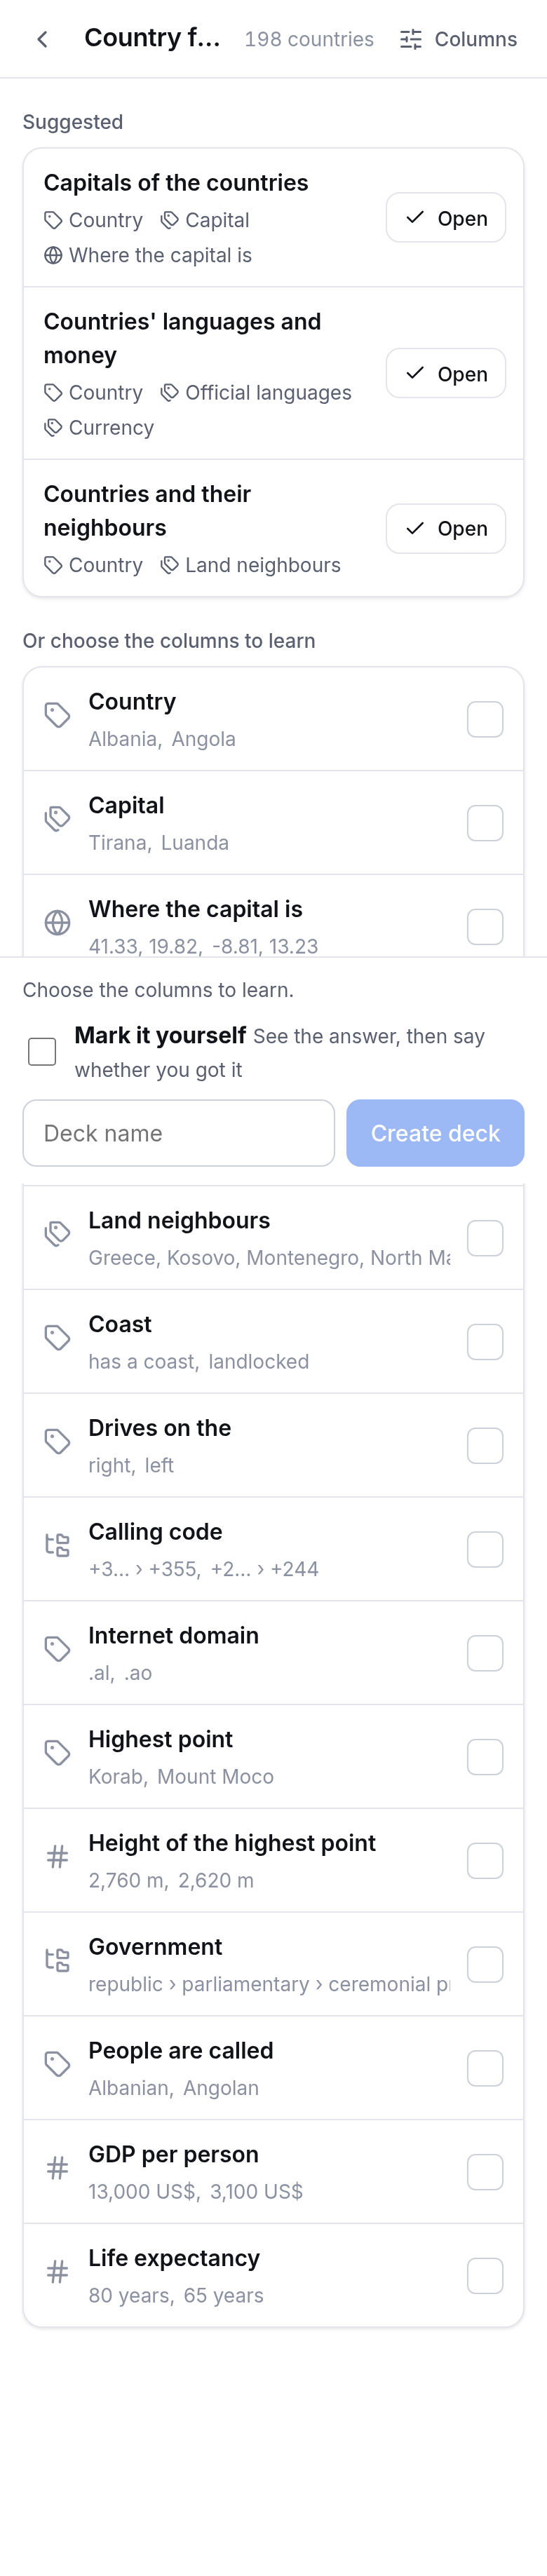 Country f...
198 countries
Columns
Suggested
Capitals of the countries
Country Capital
Where the capital is
Open
Countries' languages and
money
Country Official languages
Currency
Open
Countries and their
neighbours
Country Land neighbours
Open
Or choose the columns to learn
Country
Albania, Angola
Capital
Tirana, Luanda
Where the capital is
41.33, 19.82, -8.81, 13.23
Choose the columns to learn.
Mark it yourself See the answer, then say
whether you got it
Deck name
Create deck
Land neighbours
Greece, Kosovo, Montenegro, North
Coast
has a coast, landlocked
Drives on the
right, left
Calling code
+3... › +355, +2... › +244
Internet domain
.al, .ao
Highest point
Korab, Mount Moco
Height of the highest point
2,760 m, 2,620 m
Government
republic › parliamentary › ceremonial
People are called
Albanian, Angolan
GDP per person
13,000 US$, 3,100 US$
Life expectancy
80 years, 65 years